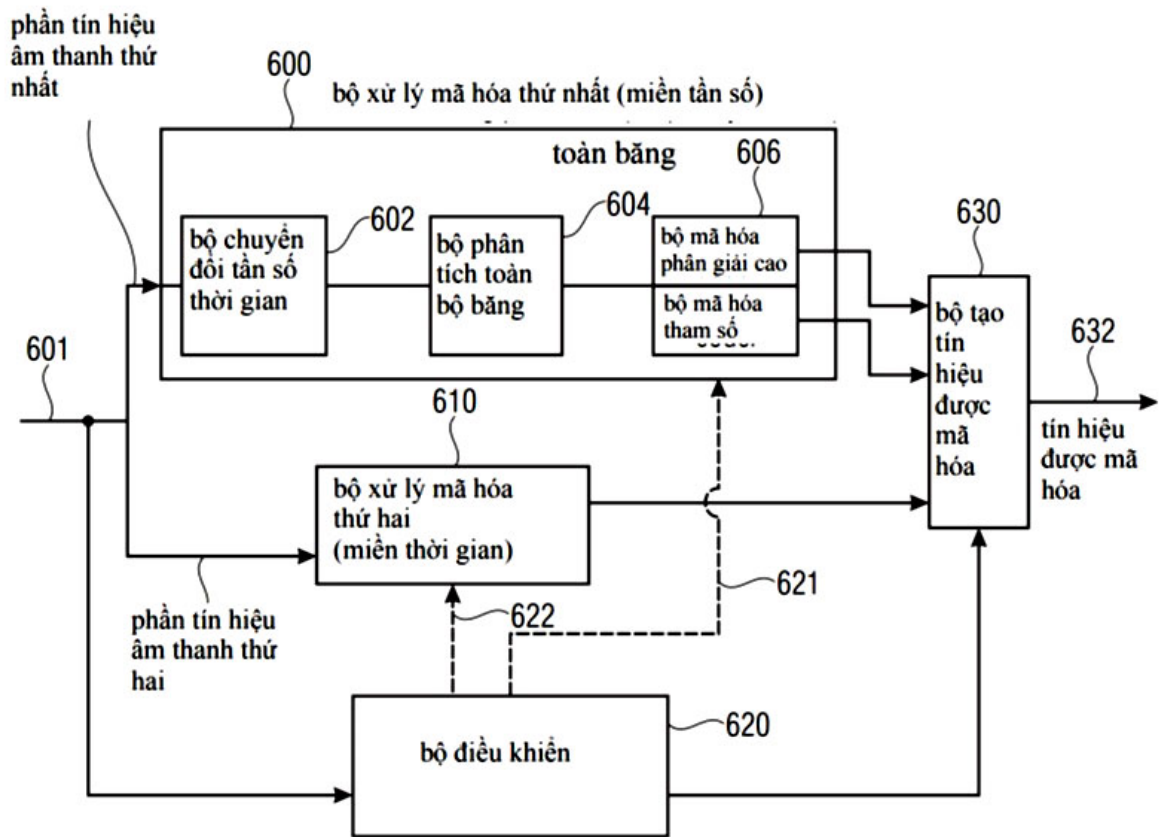 phần tín hiệu
âm thanh thứ
nhất
600
bộ xử lý mã hóa thứ nhất (miền tần số)
toàn băng
606
602
604
630
bộ chuyển
đổi tần số
thời gian
bộ phân
tích toàn
bộ băng
bộ mã hóa
phân giải cao
bộ mã hóa
tham số
bộ tạo
tín
hiệu
được
mã
hóa
632
601
610
tín hiệu
được mã
hóa
bộ xử lý mã hóa
thứ hai
(miền thời gian)
621
622
phần tín hiệu
âm thanh thứ
hai
620
bộ điều khiển